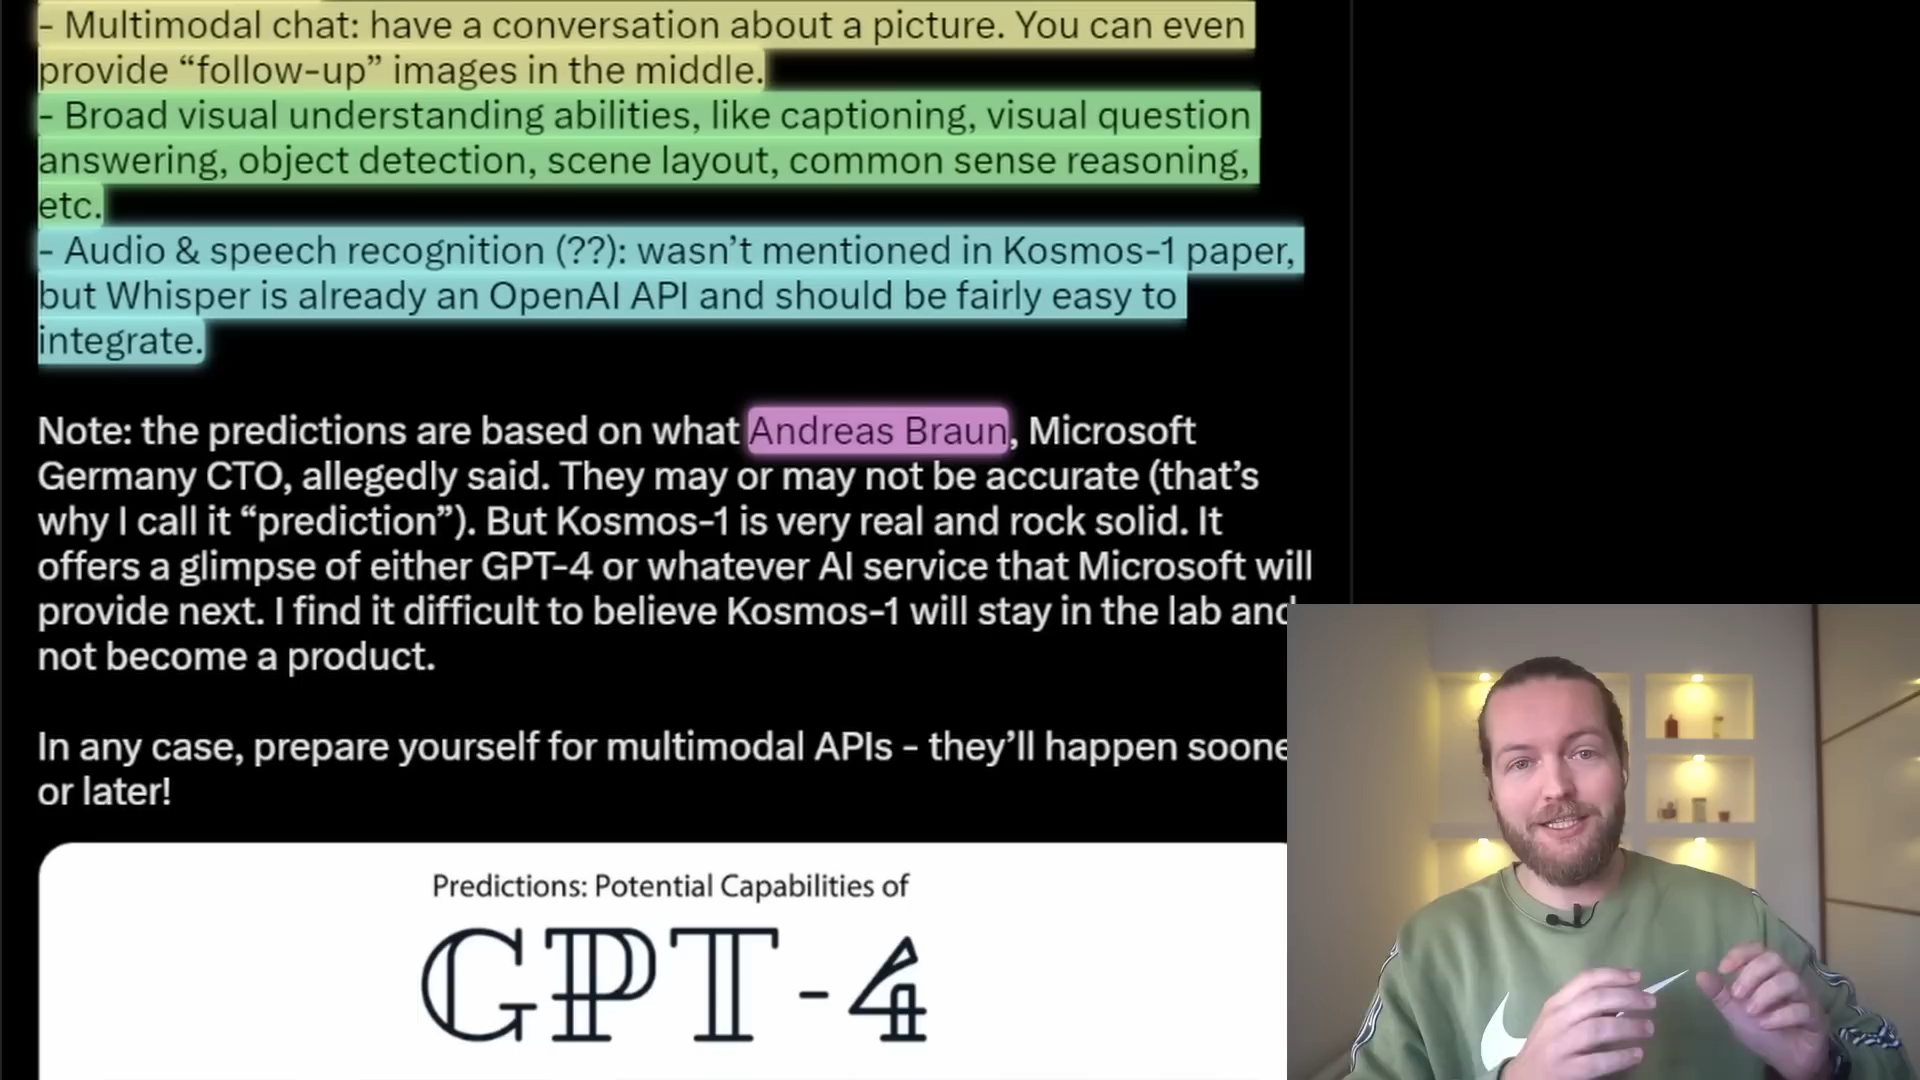 - Multimodal chat: have a conversation about a picture. You can even
provide “follow-up” images in the middle.
- Broad visual understanding abilities, like captioning, visual question
answering, object detection, scene layout, common sense reasoning,
etc.
- Audio & speech recognition (??): wasn’t mentioned in Kosmos-1 paper,
but Whisper is already an OpenAI API and should be fairly easy to
integrate.
Note: the predictions are based on what Andreas Braun, Microsoft
Germany CTO, allegedly said. They may or may not be accurate (that’s
why I call it “prediction”). But Kosmos-1 is very real and rock solid. It
offers a glimpse of either GPT-4 or whatever AI service that Microsoft will
provide next. I find it difficult to believe Kosmos-1 will stay in the lab and
not become a product.
In any case, prepare yourself for multimodal APIs - they’ll happen soone
or later!
Predictions: Potential Capabilities of
GPT-4